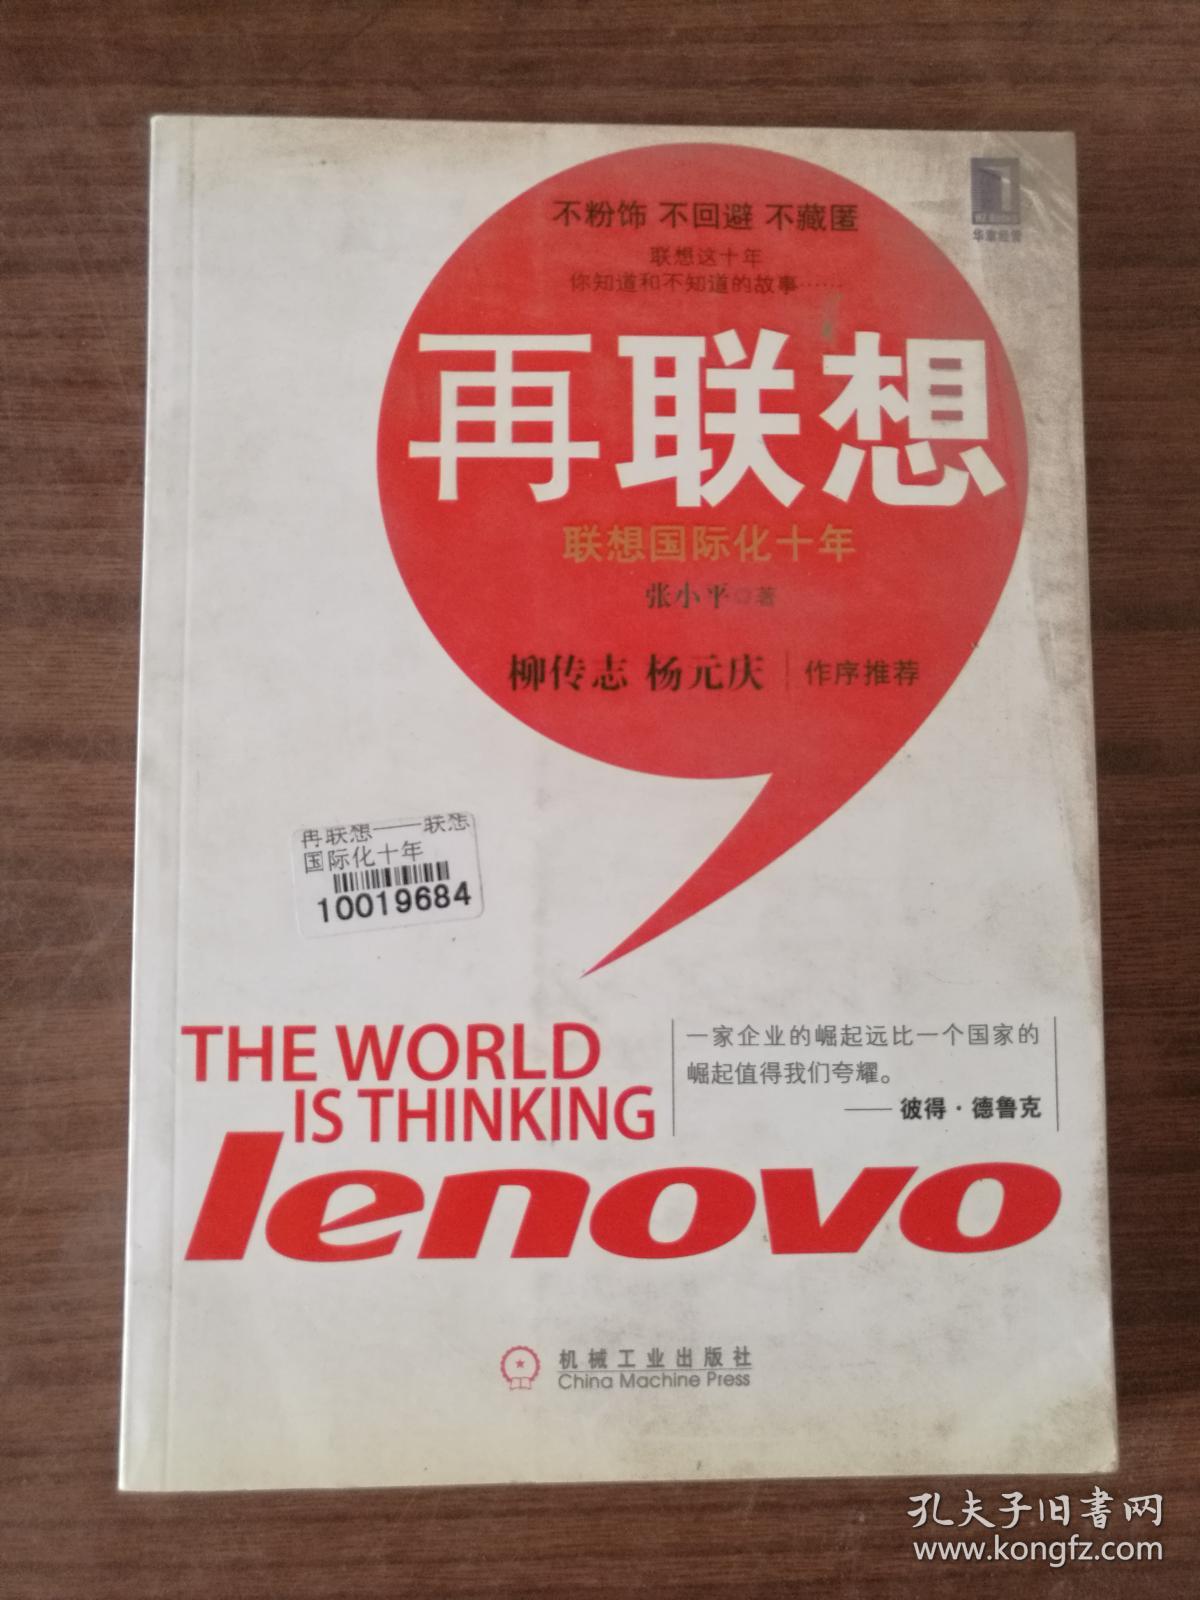 不粉饰 不回避 不藏匿
联想这十年
你知道和不知道的故事……
HZ Books
华章经管
再联想
联想国际化十年
张小平◎著
柳传志 杨元庆 | 作序推荐
再联想——联想
国际化十年
10019684
THE WORLD
IS THINKING
一家企业的崛起远比一个国家的
崛起值得我们夸耀。
—— 彼得·德鲁克
lenovo
机械工业出版社
China Machine Press
孔夫子旧书网
www.kongfz.com